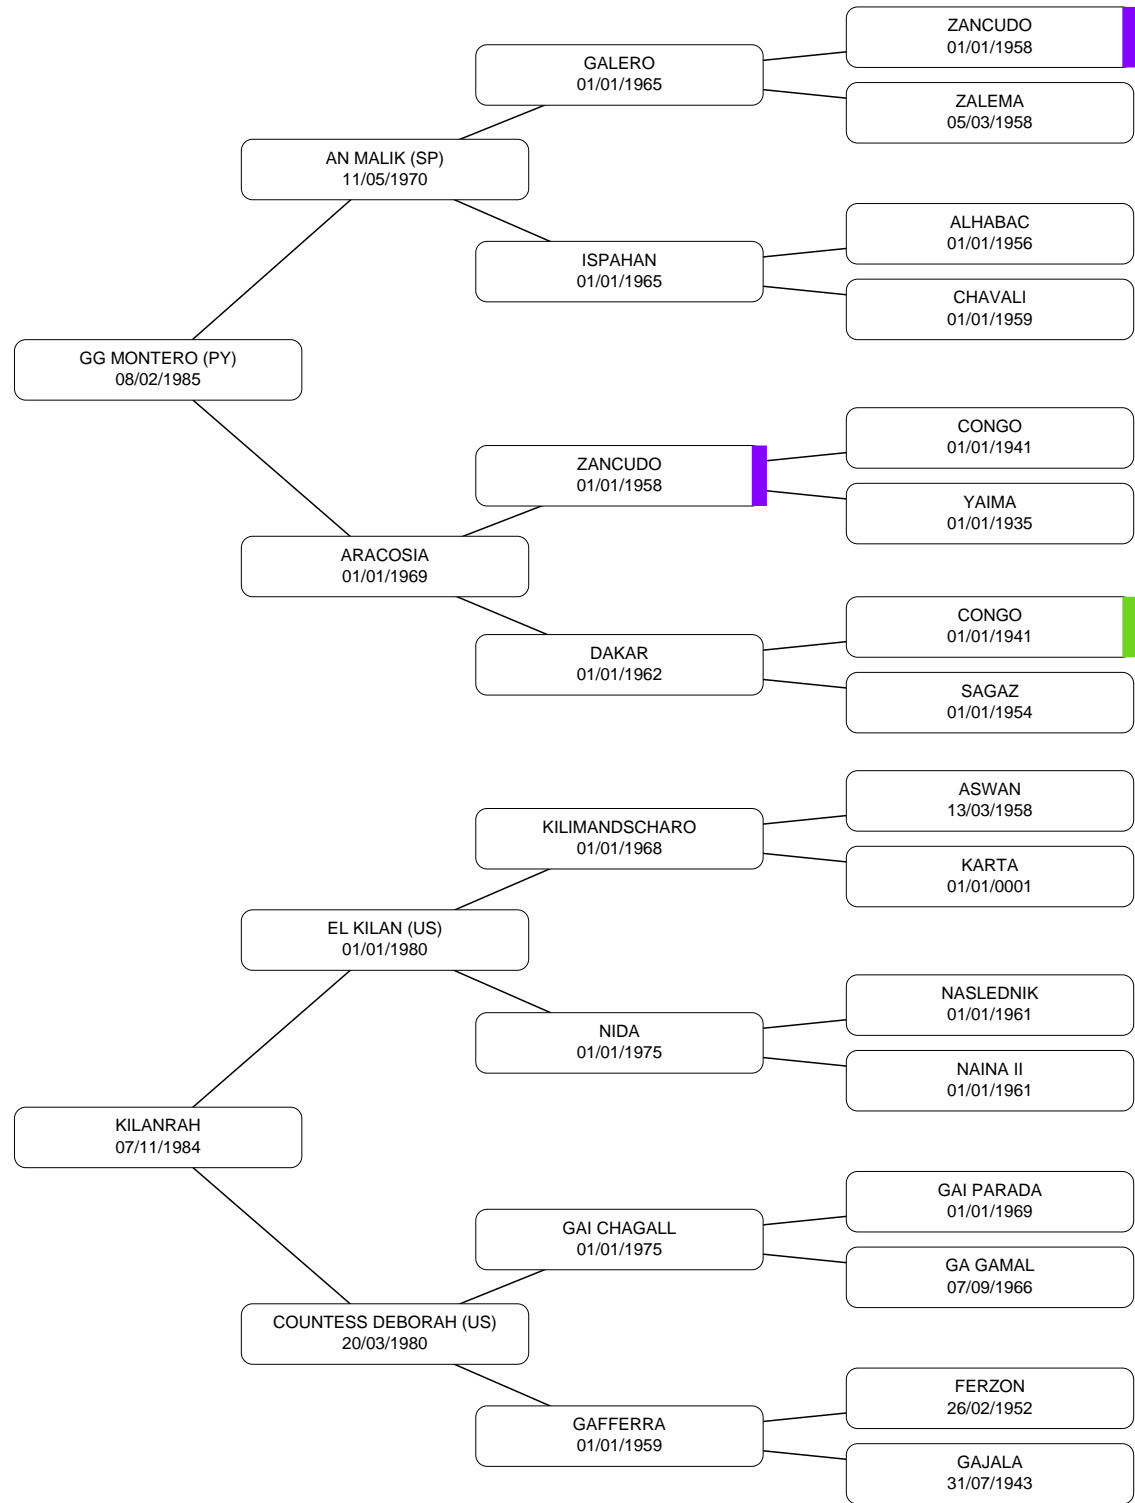 ZANCUDO
01/01/1958
GALERO
01/01/1965
ZALEMA
05/03/1958
AN MALIK (SP)
11/05/1970
ALHABAC
01/01/1956
ISPAHAN
01/01/1965
CHAVALI
01/01/1959
GG MONTERO (PY)
08/02/1985
CONGO
01/01/1941
ZANCUDO
01/01/1958
YAIMA
01/01/1935
ARACOSIA
01/01/1969
CONGO
01/01/1941
DAKAR
01/01/1962
SAGAZ
01/01/1954
ASWAN
13/03/1958
KILIMANDSCHARO
01/01/1968
KARTA
01/01/0001
EL KILAN (US)
01/01/1980
NASLEDNIK
01/01/1961
NIDA
01/01/1975
NAINA II
01/01/1961
KILANRAH
07/11/1984
GAI PARADA
01/01/1969
GAI CHAGALL
01/01/1975
GA GAMAL
07/09/1966
COUNTESS DEBORAH (US)
20/03/1980
FERZON
26/02/1952
GAFFERRA
01/01/1959
GAJALA
31/07/1943